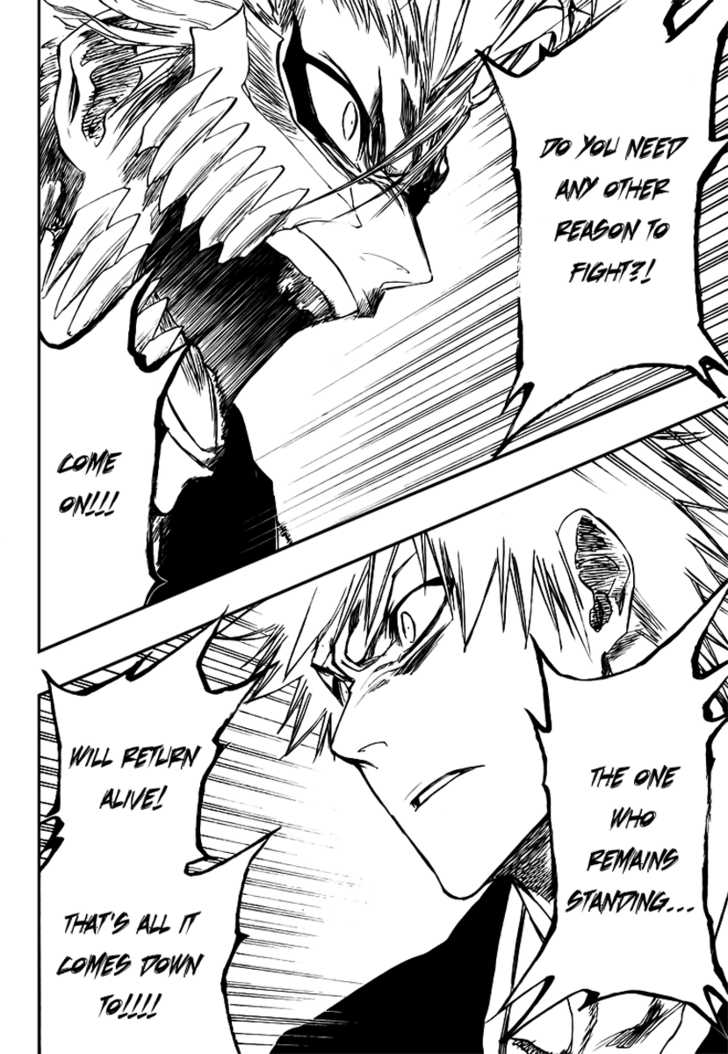 DO YOU NEED
ANY OTHER
REASON TO
FIGHT?!
COME
ON!!!
THE ONE
WHO
REMAINS
STANDING...
WILL RETURN
ALIVE!
THAT'S ALL IT
COMES DOWN
TO!!!!